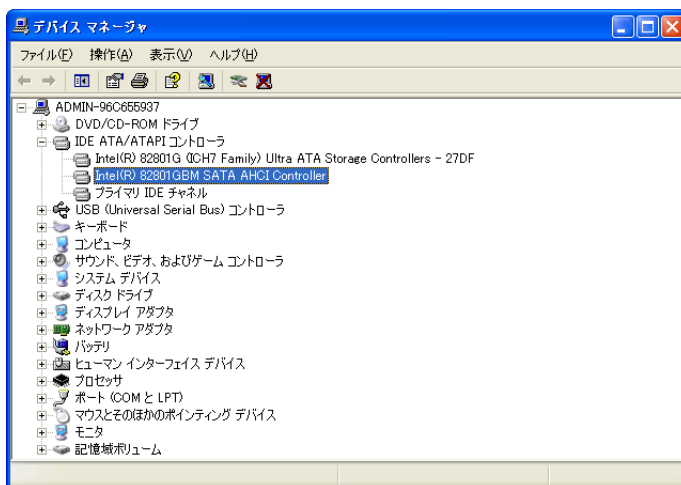 デバイス マネージャ
ファイル(F) 操作(A) 表示(V) ヘルプ(H)
ADMIN-96C655937
DVD/CD-ROM ドライブ
IDE ATA/ATAPI コントローラ
Intel(R) 82801G (ICH7 Family) Ultra ATA Storage Controllers - 27DF
Intel(R) 82801GBM SATA AHCI Controller
プライマリ IDE チャネル
USB (Universal Serial Bus) コントローラ
キーボード
コンピュータ
サウンド、ビデオ、およびゲーム コントローラ
システム デバイス
ディスク ドライブ
ディスプレイ アダプタ
ネットワーク アダプタ
バッテリ
ヒューマン インターフェイス デバイス
プロセッサ
ポート (COM と LPT)
マウスとそのほかのポインティング デバイス
モニタ
記憶域ボリューム